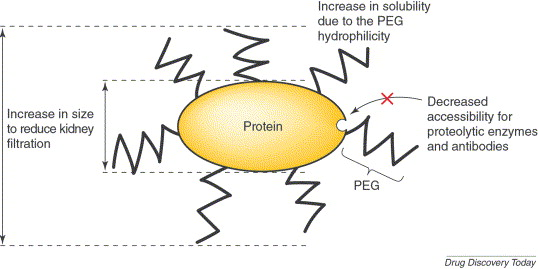 Increase in solubility
due to the PEG
hydrophilicity
Increase in size
to reduce kidney
filtration
Protein
Decreased
accessibility for
proteolytic enzymes
and antibodies
PEG
Drug Discovery Today